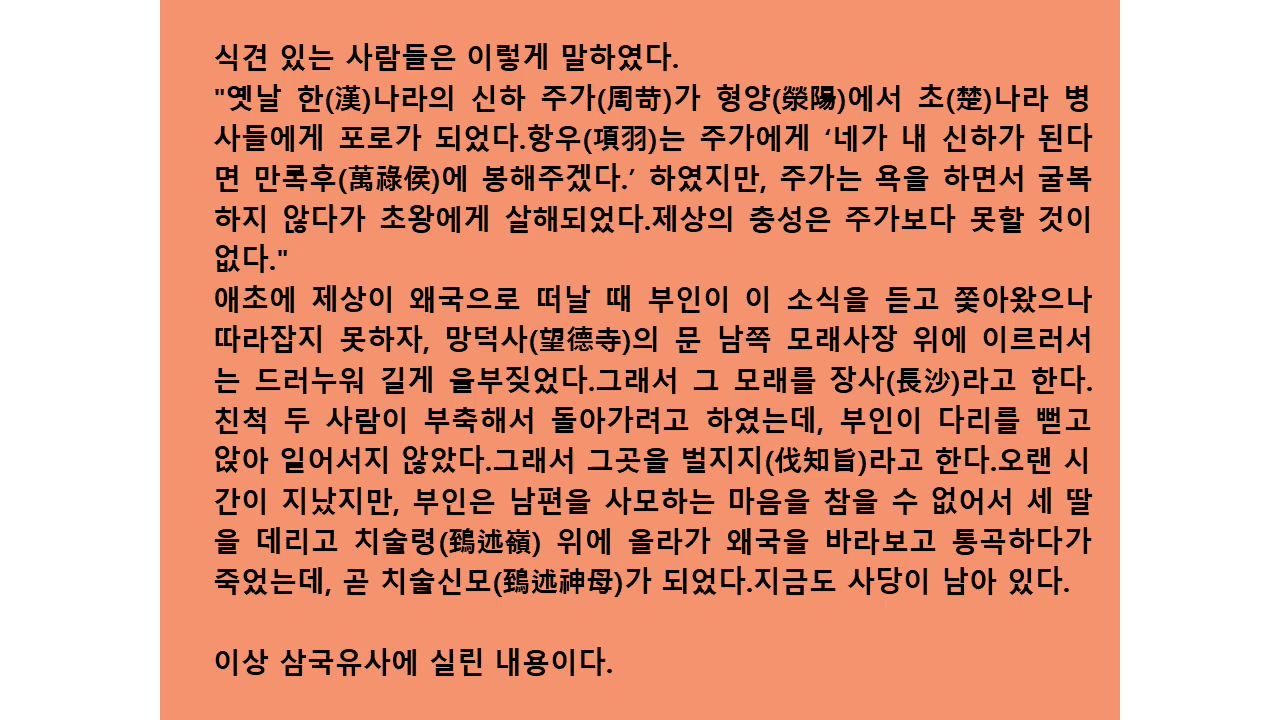 식견 있는 사람들은 이렇게 말하였다.
"옛날 한(漢)나라의 신하 주가(周苛)가 형양(滎陽)에서 초(楚)나라 병
사들에게 포로가 되었다.항우(項羽)는 주가에게 ‘네가 내 신하가 된다
면 만록후(萬祿侯)에 봉해주겠다.’ 하였지만, 주가는 욕을 하면서 굴복
하지 않다가 초왕에게 살해되었다.제상의 충성은 주가보다 못할 것이
없다."
애초에 제상이 왜국으로 떠날 때 부인이 이 소식을 듣고 쫓아왔으나
따라잡지 못하자, 망덕사(望德寺)의 문 남쪽 모래사장 위에 이르러서
는 드러누워 길게 울부짖었다.그래서 그 모래를 장사(長沙)라고 한다.
친척 두 사람이 부축해서 돌아가려고 하였는데, 부인이 다리를 뻗고
앉아 일어서지 않았다.그래서 그곳을 벌지지(伐知旨)라고 한다.오랜 시
간이 지났지만, 부인은 남편을 사모하는 마음을 참을 수 없어서 세 딸
을 데리고 치술령(鵄述嶺) 위에 올라가 왜국을 바라보고 통곡하다가
죽었는데, 곧 치술신모(鵄述神母)가 되었다.지금도 사당이 남아 있다.
이상 삼국유사에 실린 내용이다.